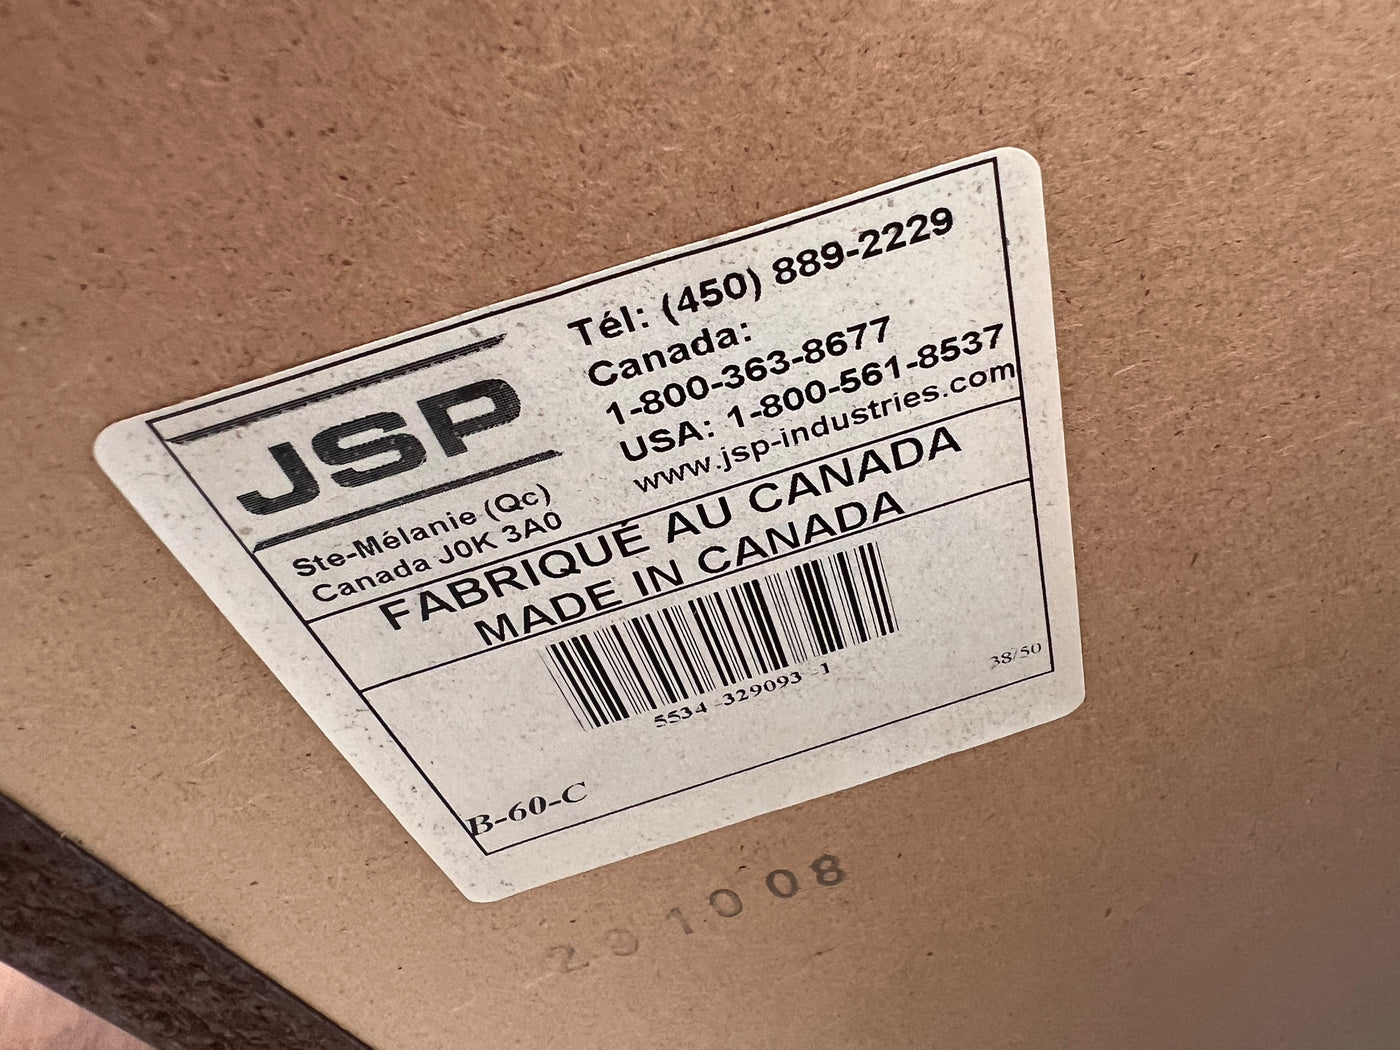 JSP
Ste-Mélanie (Qc)
Canada J0K 3A0
Tél: (450) 889-2229
Canada:
1-800-363-8677
USA: 1-800-561-8537
www.jsp-industries.com
FABRIQUÉ AU CANADA
MADE IN CANADA
5534 -329093 -1
38/50
B-60-C
201008